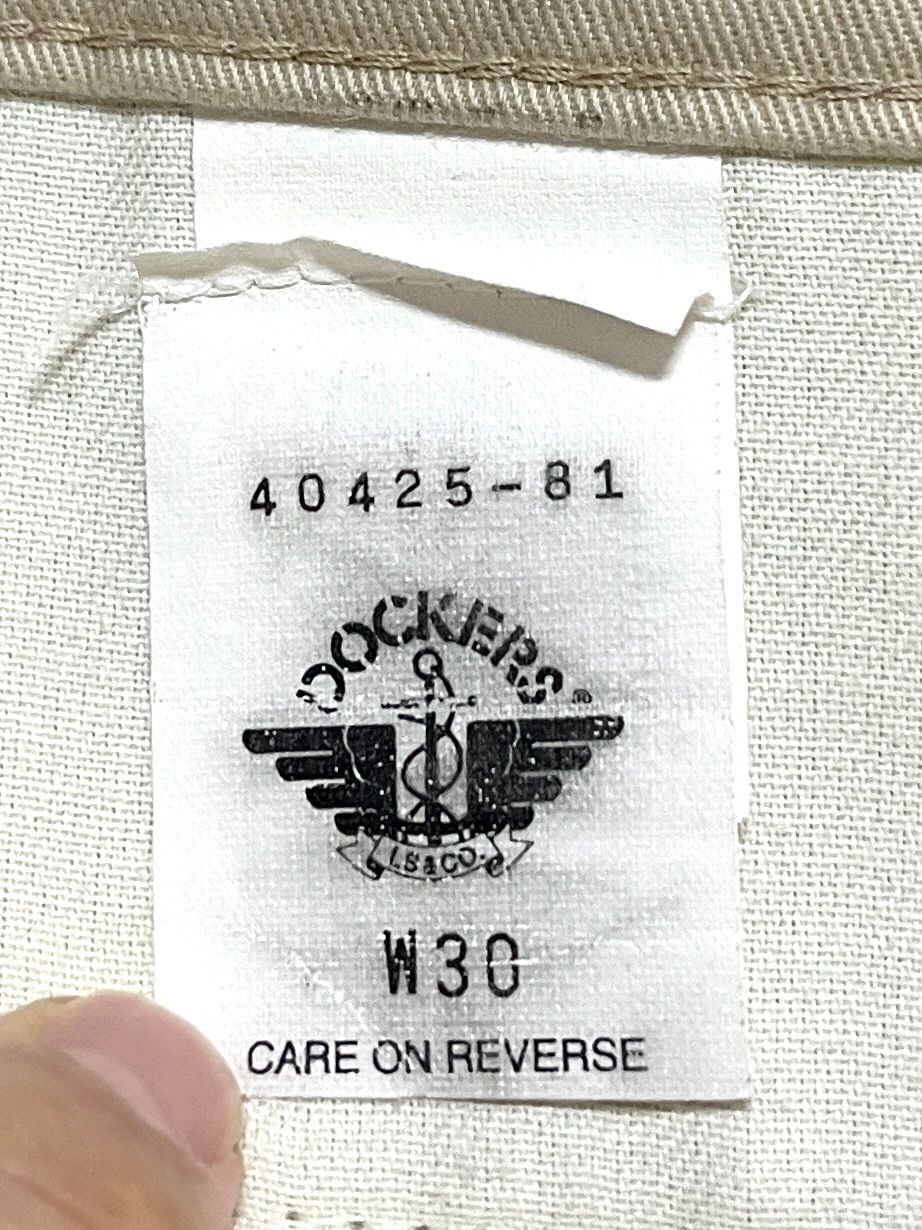 40425-81
DOCKERS®
LS&CO.
W30
CARE ON REVERSE